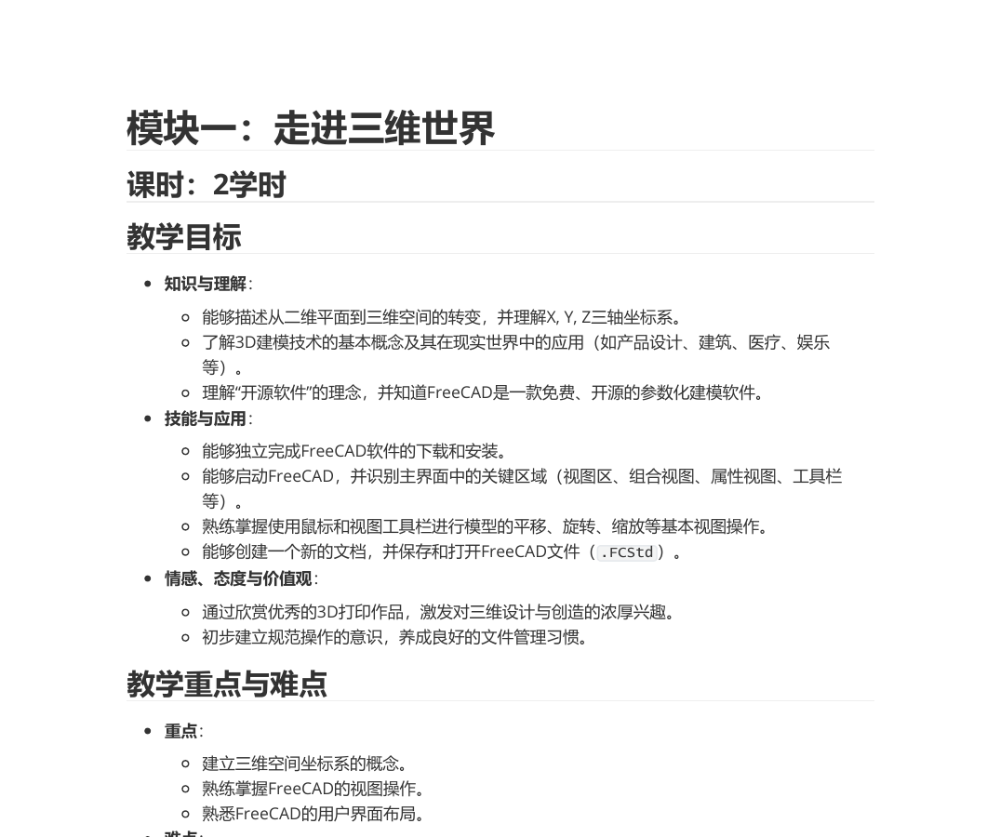 模块一：走进三维世界
课时：2学时
教学目标
知识与理解：
能够描述从二维平面到三维空间的转变，并理解X, Y, Z三轴坐标系。
了解3D建模技术的基本概念及其在现实世界中的应用（如产品设计、建筑、医疗、娱乐
等）。
理解“开源软件”的理念，并知道FreeCAD是一款免费、开源的参数化建模软件。
技能与应用：
能够独立完成FreeCAD软件的下载和安装。
能够启动FreeCAD，并识别主界面中的关键区域（视图区、组合视图、属性视图、工具栏
等）。
熟练掌握使用鼠标和视图工具栏进行模型的平移、旋转、缩放等基本视图操作。
能够创建一个新的文档，并保存和打开FreeCAD文件（.FCStd）。
情感、态度与价值观：
通过欣赏优秀的3D打印作品，激发对三维设计与创造的浓厚兴趣。
初步建立规范操作的意识，养成良好的文件管理习惯。
教学重点与难点
重点：
建立三维空间坐标系的概念。
熟练掌握FreeCAD的视图操作。
熟悉FreeCAD的用户界面布局。
难点：